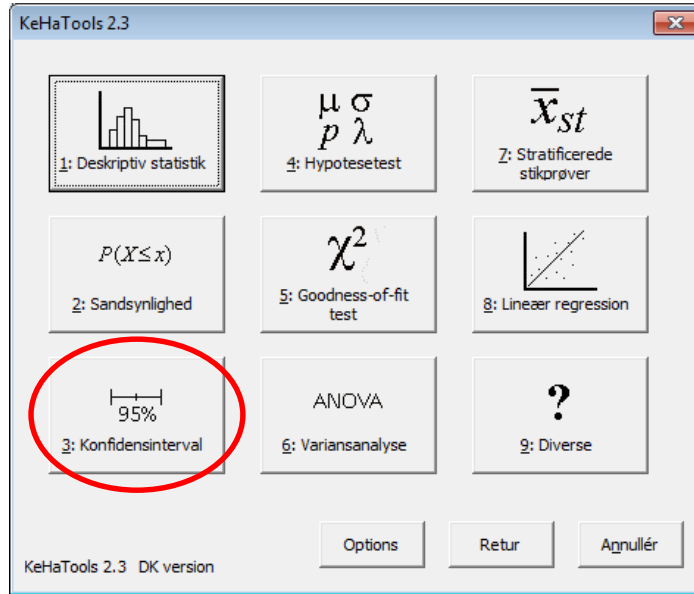 KeHaTools 2.3
1: Deskriptiv statistik
μ σ
p λ
4: Hypotesetest
x̅st
7: Stratificerede
stikprøver
P(X≤x)
2: Sandsynlighed
χ²
5: Goodness-of-fit
test
8: Lineær regression
95%
3: Konfidensinterval
ANOVA
6: Variansanalyse
?
9: Diverse
Options
Retur
Annullér
KeHaTools 2.3 DK version